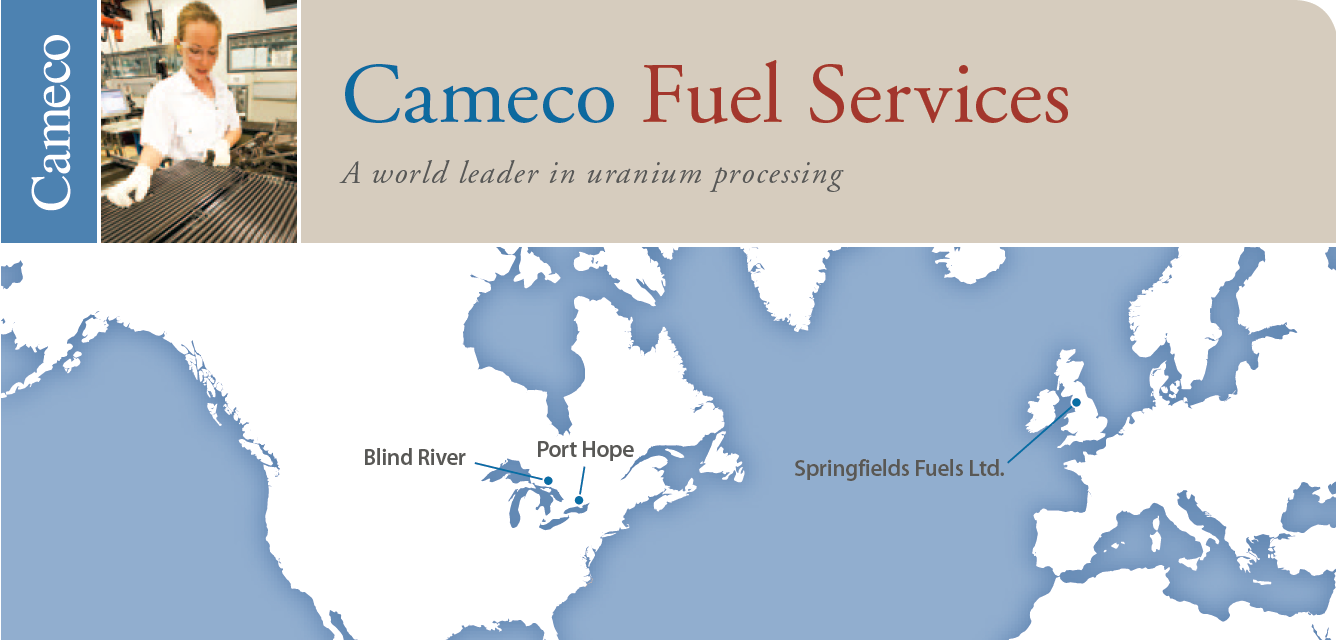 Cameco
Cameco Fuel Services
A world leader in uranium processing
Blind River
Port Hope
Springfields Fuels Ltd.